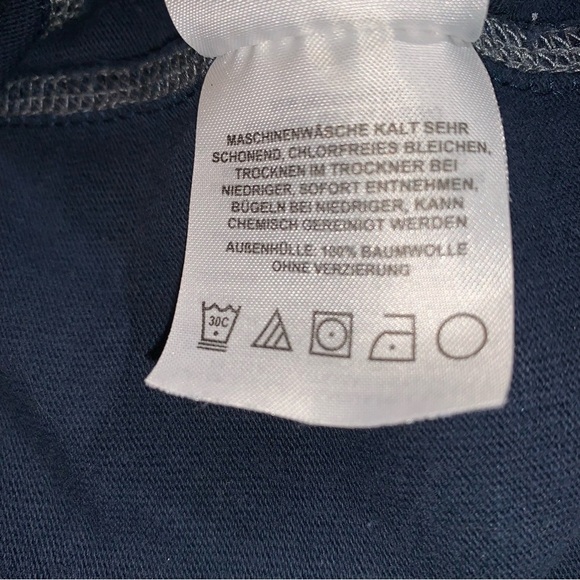 MASCHINENWÄSCHE KALT SEHR
SCHONEND, CHLORFREIES BLEICHEN,
TROCKNEN IM TROCKNER BEI
NIEDRIGER, SOFORT ENTNEHMEN,
BÜGELN BEI NIEDRIGER, KANN
CHEMISCH GEREINIGT WERDEN
AUßENHÜLLE: 100% BAUMWOLLE
OHNE VERZIERUNG
30C